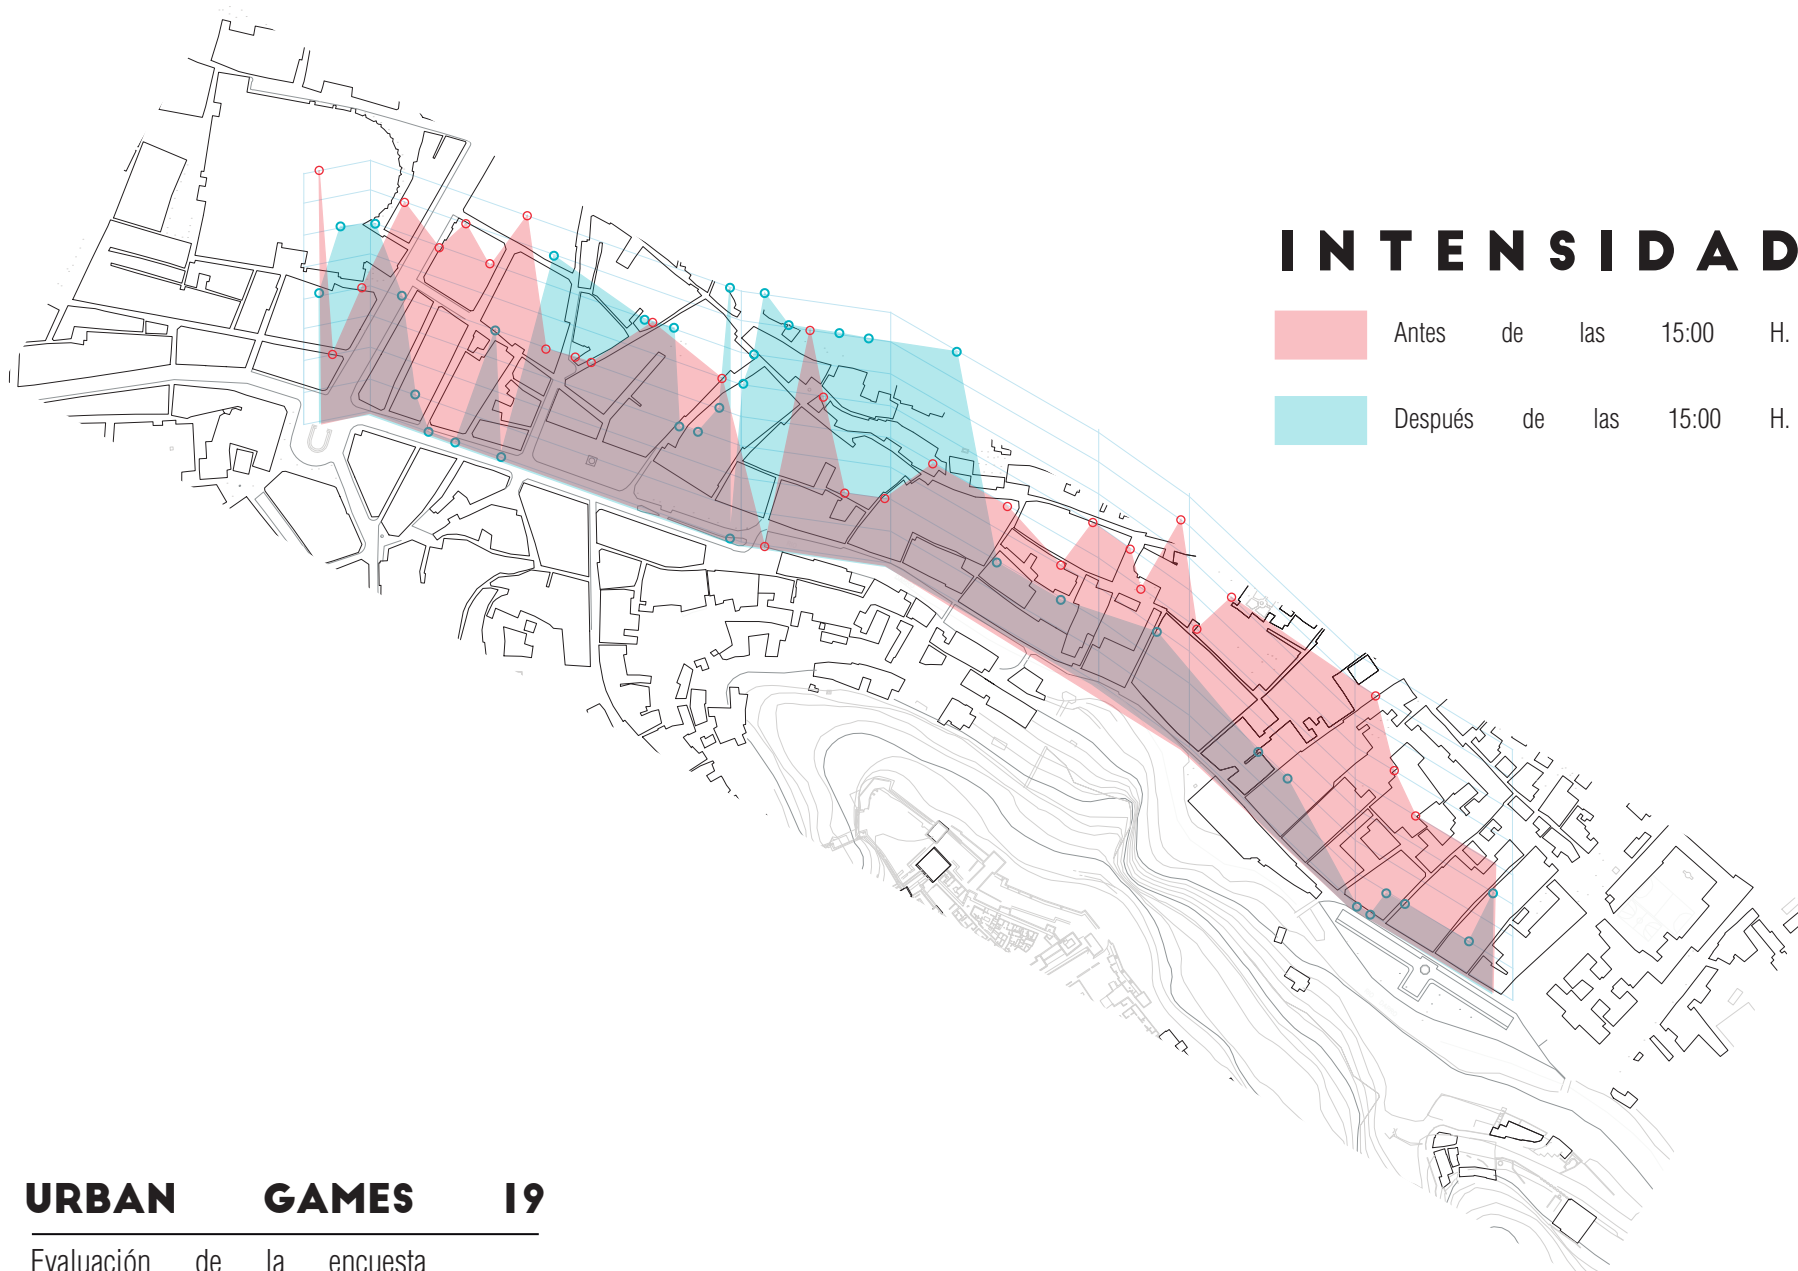 INTENSIDAD
Antes de las 15:00 H.
Después de las 15:00 H.
URBAN GAMES 19
Evaluación de la encuesta